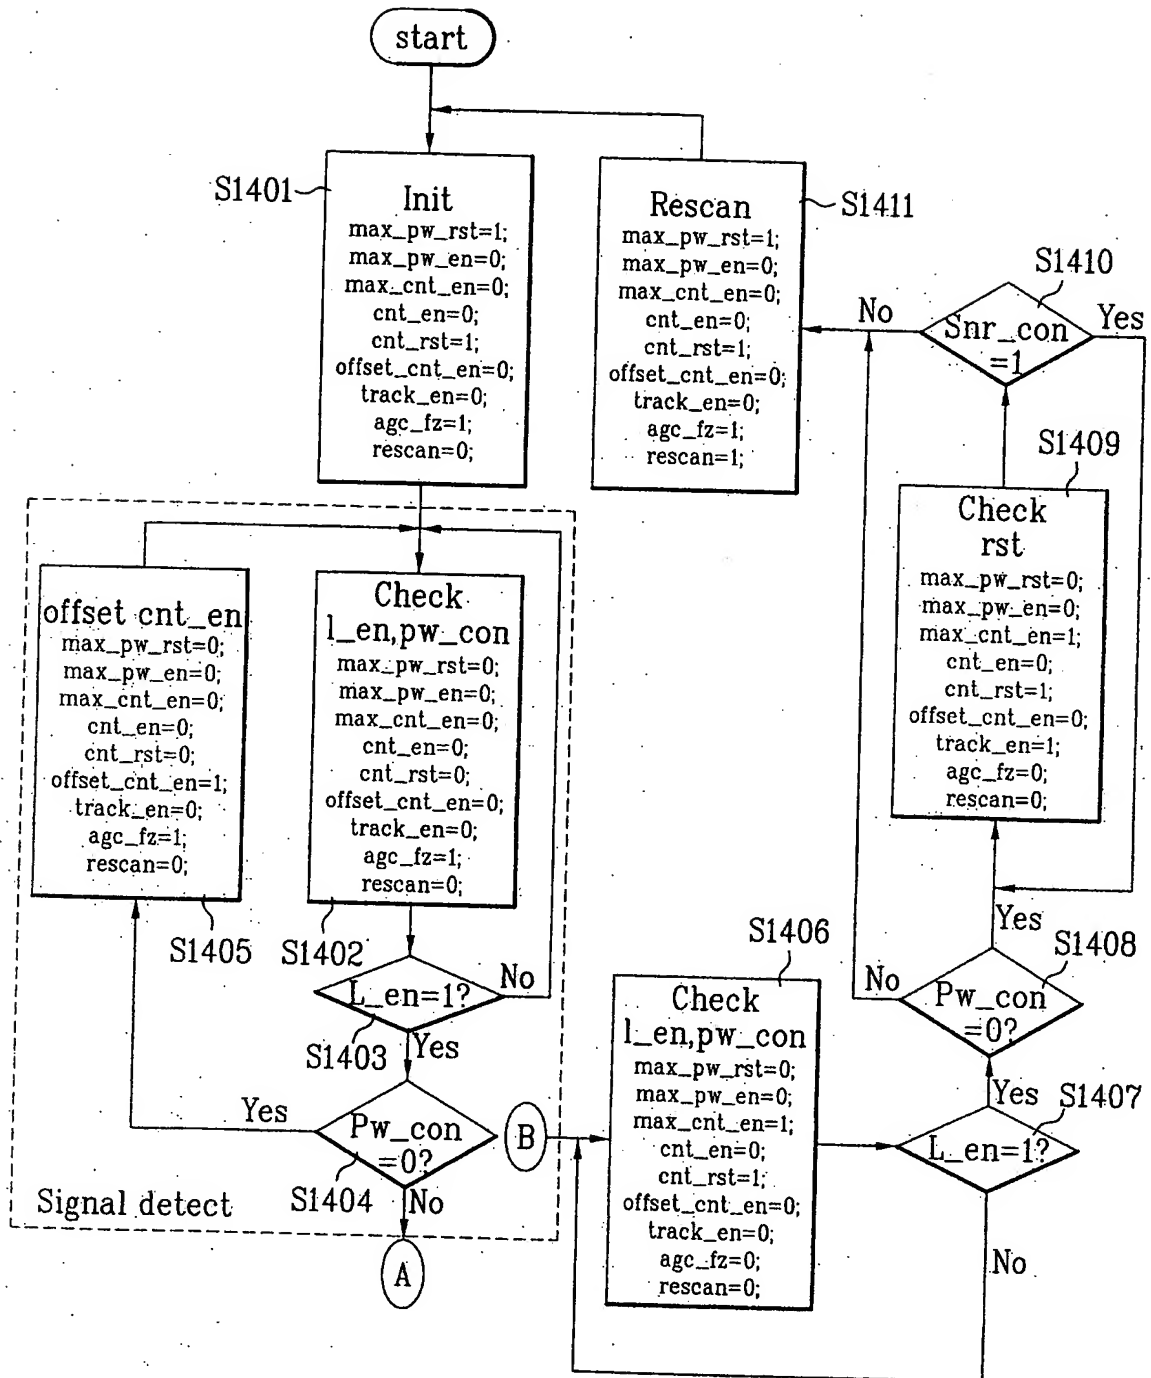 start
S1401
Init
max_pw_rst=1;
max_pw_en=0;
max_cnt_en=0;
cnt_en=0;
cnt_rst=1;
offset_cnt_en=0;
track_en=0;
agc_fz=1;
rescan=0;
Rescan
max_pw_rst=1;
max_pw_en=0;
max_cnt_en=0;
cnt_en=0;
cnt_rst=1;
offset_cnt_en=0;
track_en=0;
agc_fz=1;
rescan=1;
S1411
S1410
No
Snr_con
=1
Yes
S1409
Check
rst
max_pw_rst=0;
max_pw_en=0;
max_cnt_en=1;
cnt_en=0;
cnt_rst=1;
offset_cnt_en=0;
track_en=1;
agc_fz=0;
rescan=0;
offset cnt_en
max_pw_rst=0;
max_pw_en=0;
max_cnt_en=0;
cnt_en=0;
cnt_rst=0;
offset_cnt_en=1;
track_en=0;
agc_fz=1;
rescan=0;
S1405
Check
l_en,pw_con
max_pw_rst=0;
max_pw_en=0;
max_cnt_en=0;
cnt_en=0;
cnt_rst=0;
offset_cnt_en=0;
track_en=0;
agc_fz=1;
rescan=0;
S1402
L_en=1?
No
S1403
Yes
Yes
Pw_con
=0?
S1404
No
Signal detect
A
B
S1406
Check
l_en,pw_con
max_pw_rst=0;
max_pw_en=0;
max_cnt_en=1;
cnt_en=0;
cnt_rst=1;
offset_cnt_en=0;
track_en=0;
agc_fz=0;
rescan=0;
Yes
S1408
No
Pw_con
=0?
Yes
S1407
L_en=1?
No